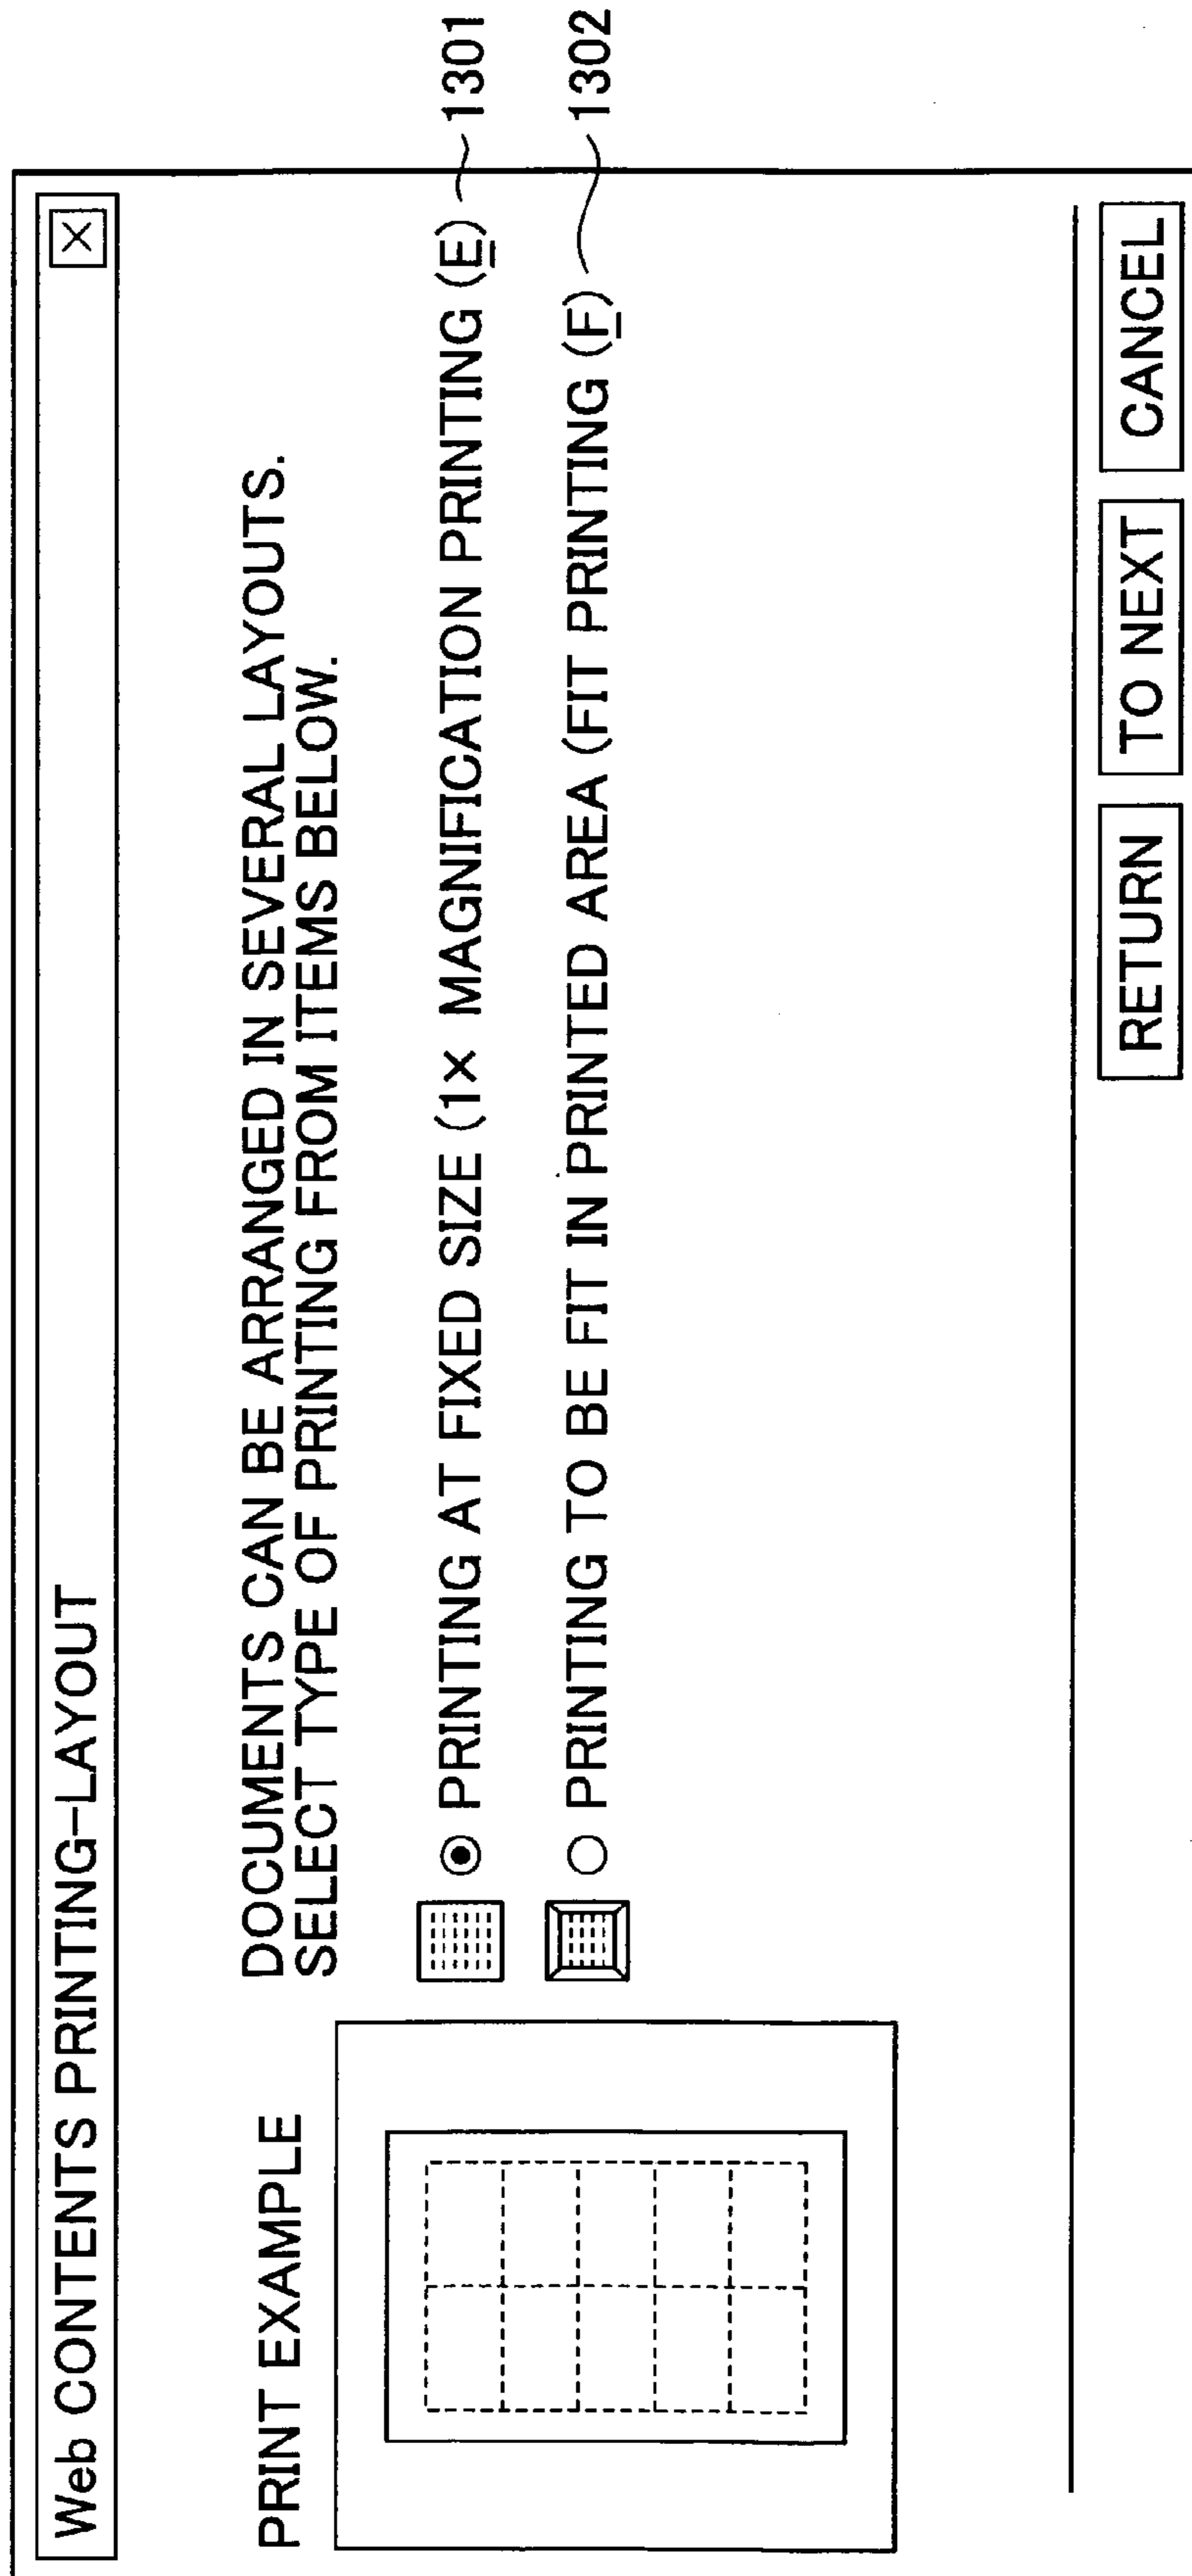 Web CONTENTS PRINTING-LAYOUT
X
PRINT EXAMPLE
DOCUMENTS CAN BE ARRANGED IN SEVERAL LAYOUTS.
SELECT TYPE OF PRINTING FROM ITEMS BELOW.
PRINTING AT FIXED SIZE (1× MAGNIFICATION PRINTING (E) 1301
PRINTING TO BE FIT IN PRINTED AREA (FIT PRINTING (F) 1302
RETURN TO NEXT CANCEL